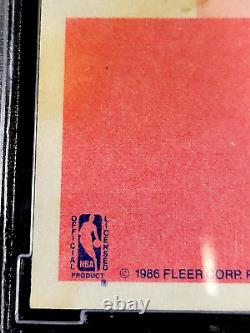 OFFICIAL
LICENSED
NBA
PRODUCT
®
© 1986 FLEER CORP.